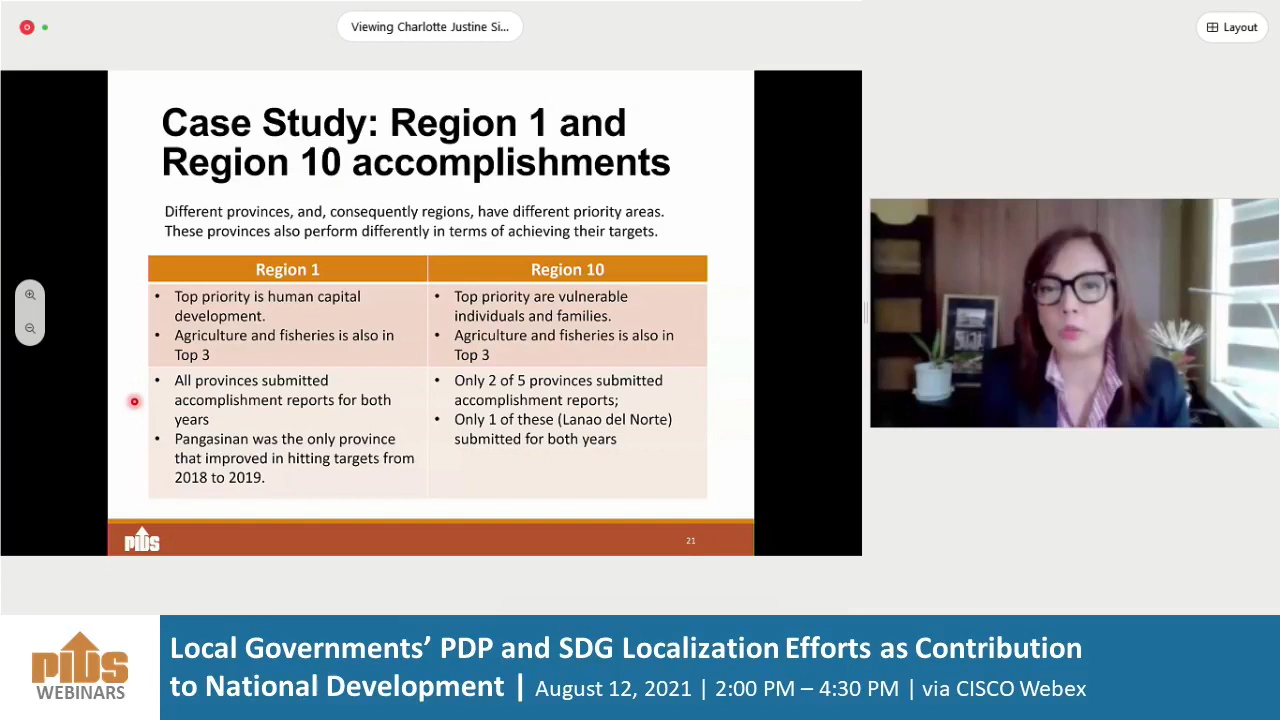 Viewing Charlotte Justine Si...
Layout
Case Study: Region 1 and
Region 10 accomplishments
Different provinces, and, consequently regions, have different priority areas.
These provinces also perform differently in terms of achieving their targets.
Region 1
• Top priority is human capital
development.
• Agriculture and fisheries is also in
Top 3
• All provinces submitted
accomplishment reports for both
years
• Pangasinan was the only province
that improved in hitting targets from
2018 to 2019.
Region 10
• Top priority are vulnerable
individuals and families.
• Agriculture and fisheries is also in
Top 3
• Only 2 of 5 provinces submitted
accomplishment reports;
• Only 1 of these (Lanao del Norte)
submitted for both years
PIDS
21
PIDS
WEBINARS
Local Governments' PDP and SDG Localization Efforts as Contribution
to National Development | August 12, 2021 | 2:00 PM – 4:30 PM | via CISCO Webex